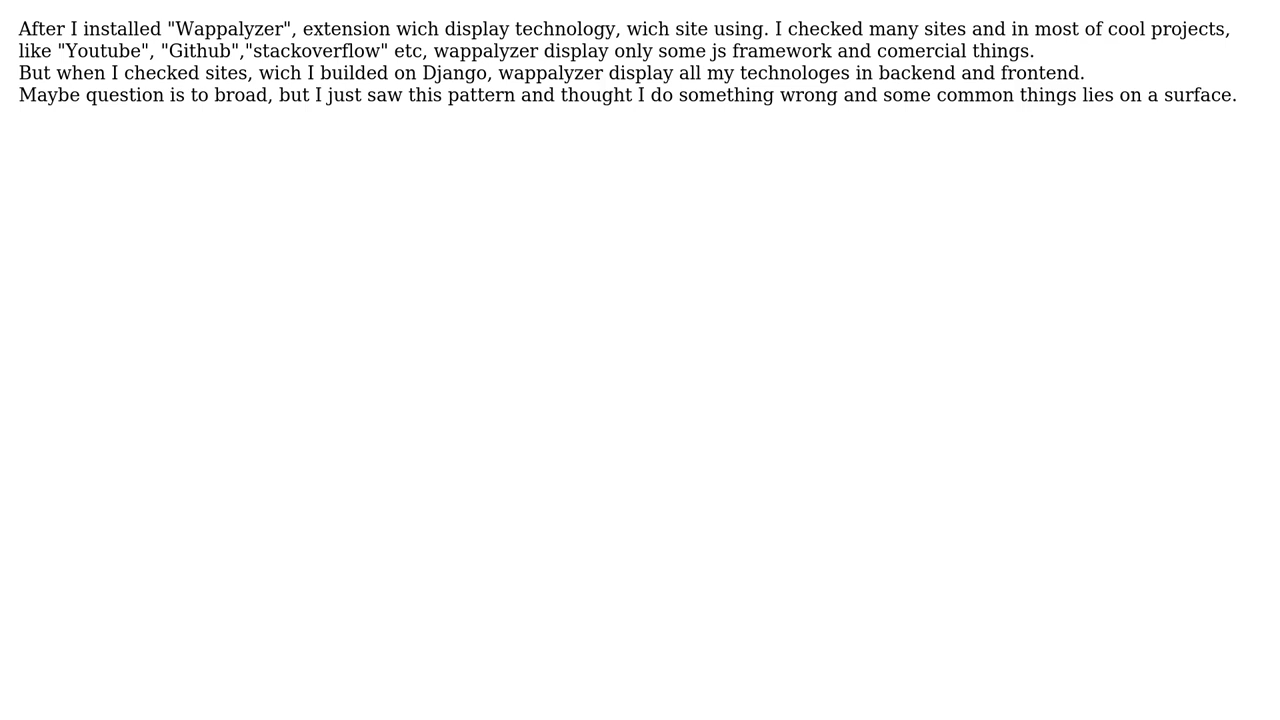 After I installed "Wappalyzer", extension wich display technology, wich site using. I checked many sites and in most of cool projects,
like "Youtube", "Github","stackoverflow" etc, wappalyzer display only some js framework and comercial things.
But when I checked sites, wich I builded on Django, wappalyzer display all my technologes in backend and frontend.
Maybe question is to broad, but I just saw this pattern and thought I do something wrong and some common things lies on a surface.